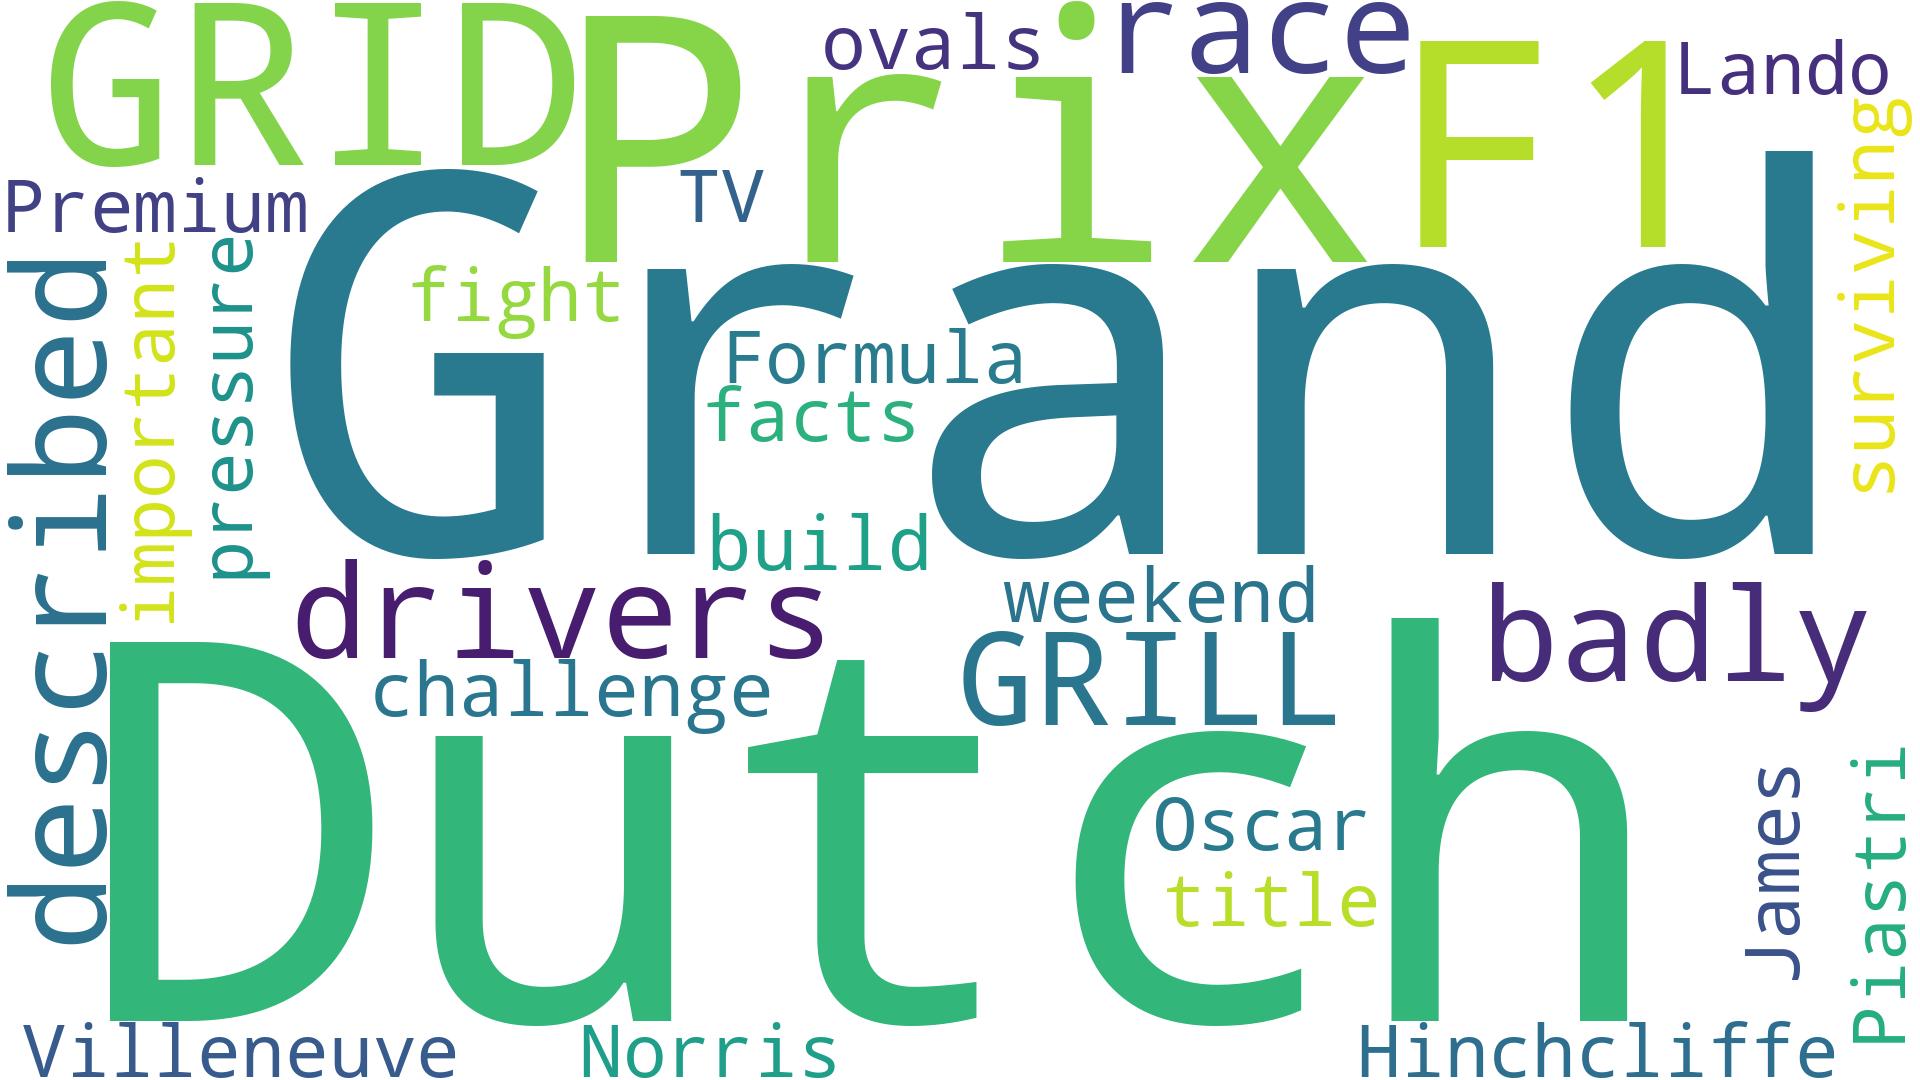 GRID
Prix
ovals
race
F1
Lando
surviving
Premium
TV
Grand
described
important
pressure
fight
Formula
facts
build
drivers
weekend
badly
GRILL
challenge
Dutch
Oscar
title
James
Piastri
Villeneuve
Norris
Hinchcliffe